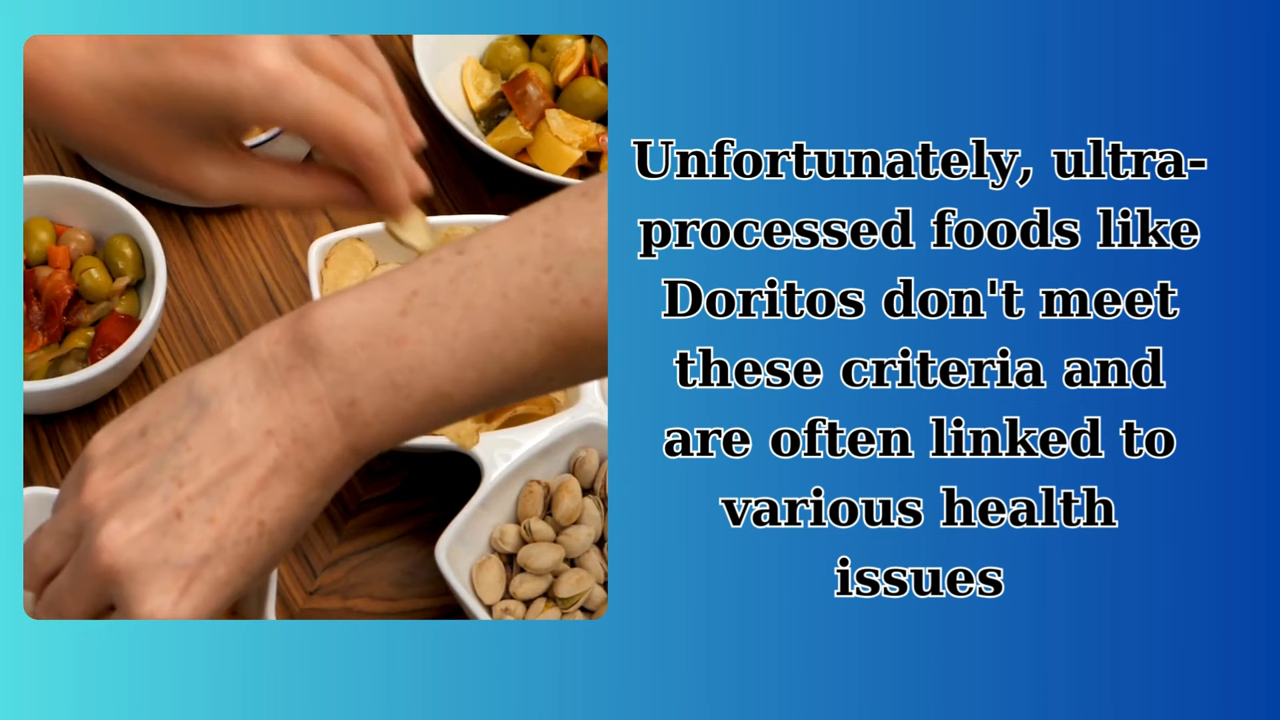 Unfortunately, ultra-
processed foods like
Doritos don't meet
these criteria and
are often linked to
various health
issues